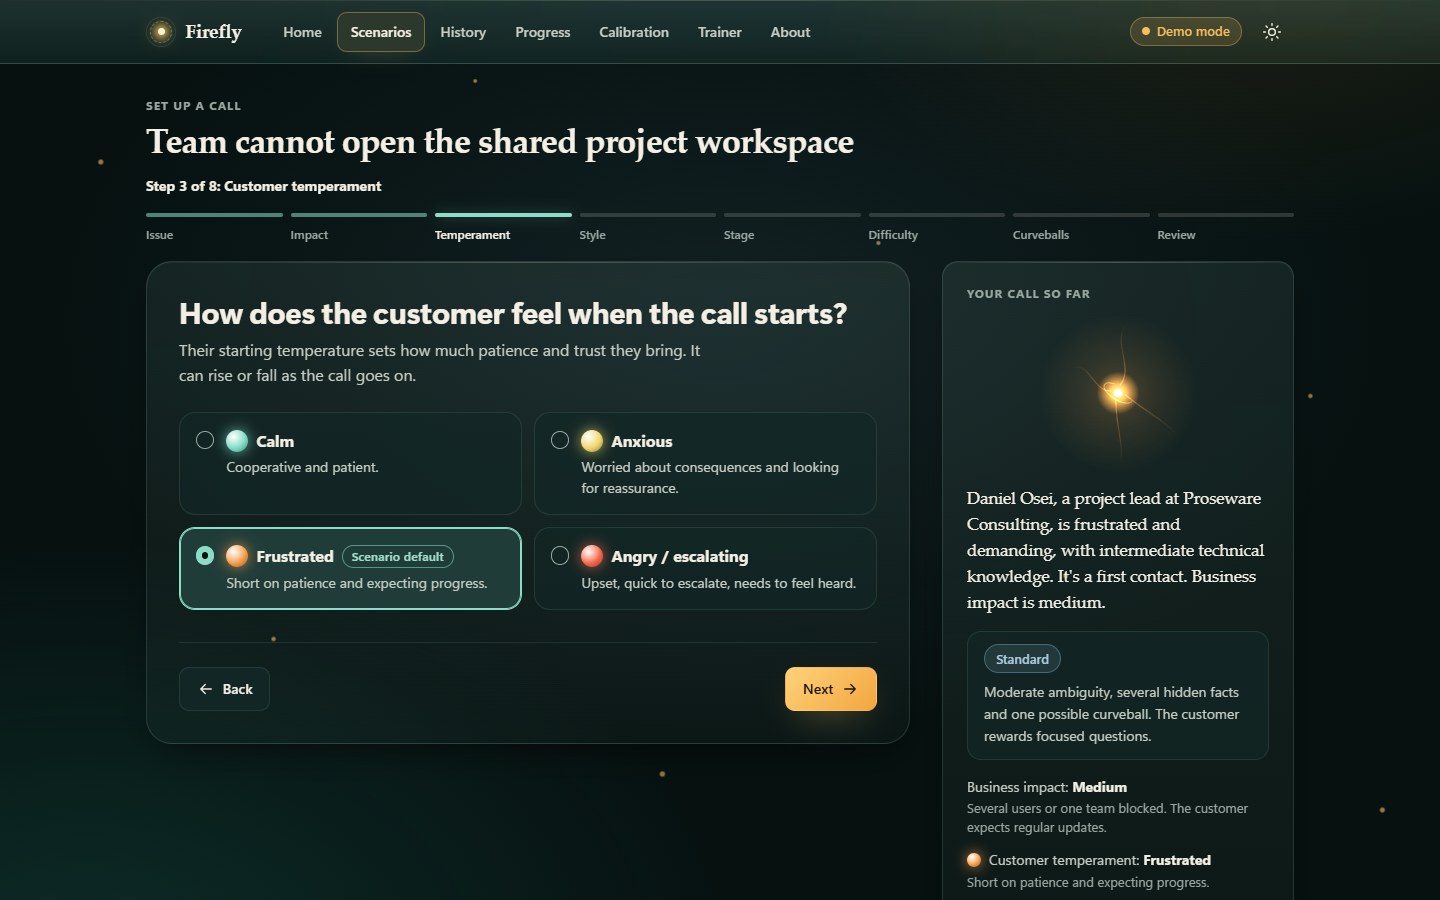 Firefly
Home
Scenarios
History
Progress
Calibration
Trainer
About
Demo mode
SET UP A CALL
Team cannot open the shared project workspace
Step 3 of 8: Customer temperament
Issue
Impact
Temperament
Style
Stage
Difficulty
Curveballs
Review
How does the customer feel when the call starts?
Their starting temperature sets how much patience and trust they bring. It
can rise or fall as the call goes on.
Calm
Cooperative and patient.
Anxious
Worried about consequences and looking
for reassurance.
Frustrated
Scenario default
Short on patience and expecting progress.
Angry / escalating
Upset, quick to escalate, needs to feel heard.
Back
Next
YOUR CALL SO FAR
Daniel Osei, a project lead at Proseware
Consulting, is frustrated and
demanding, with intermediate technical
knowledge. It's a first contact. Business
impact is medium.
Standard
Moderate ambiguity, several hidden facts
and one possible curveball. The customer
rewards focused questions.
Business impact: Medium
Several users or one team blocked. The customer
expects regular updates.
Customer temperament: Frustrated
Short on patience and expecting progress.